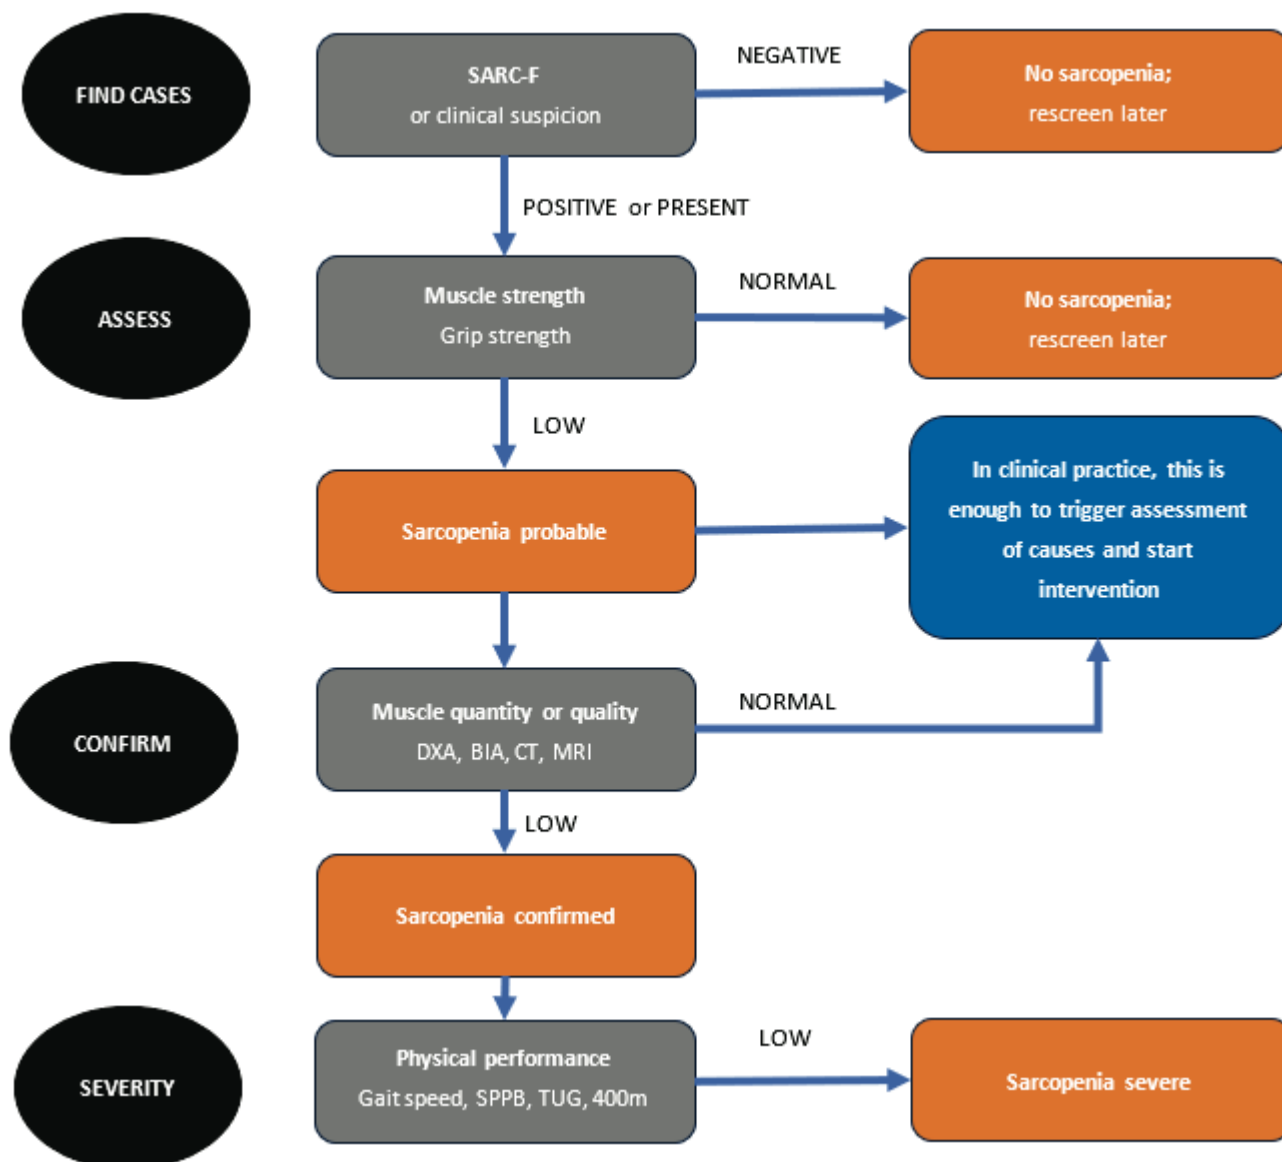 FIND CASES
SARC-F
or clinical suspicion
NEGATIVE
No sarcopenia;
rescreen later
POSITIVE or PRESENT
ASSESS
Muscle strength
Grip strength
NORMAL
No sarcopenia;
rescreen later
LOW
Sarcopenia probable
In clinical practice, this is
enough to trigger assessment
of causes and start
intervention
CONFIRM
Muscle quantity or quality
DXA, BIA, CT, MRI
NORMAL
LOW
Sarcopenia confirmed
SEVERITY
Physical performance
Gait speed, SPPB, TUG, 400m
LOW
Sarcopenia severe